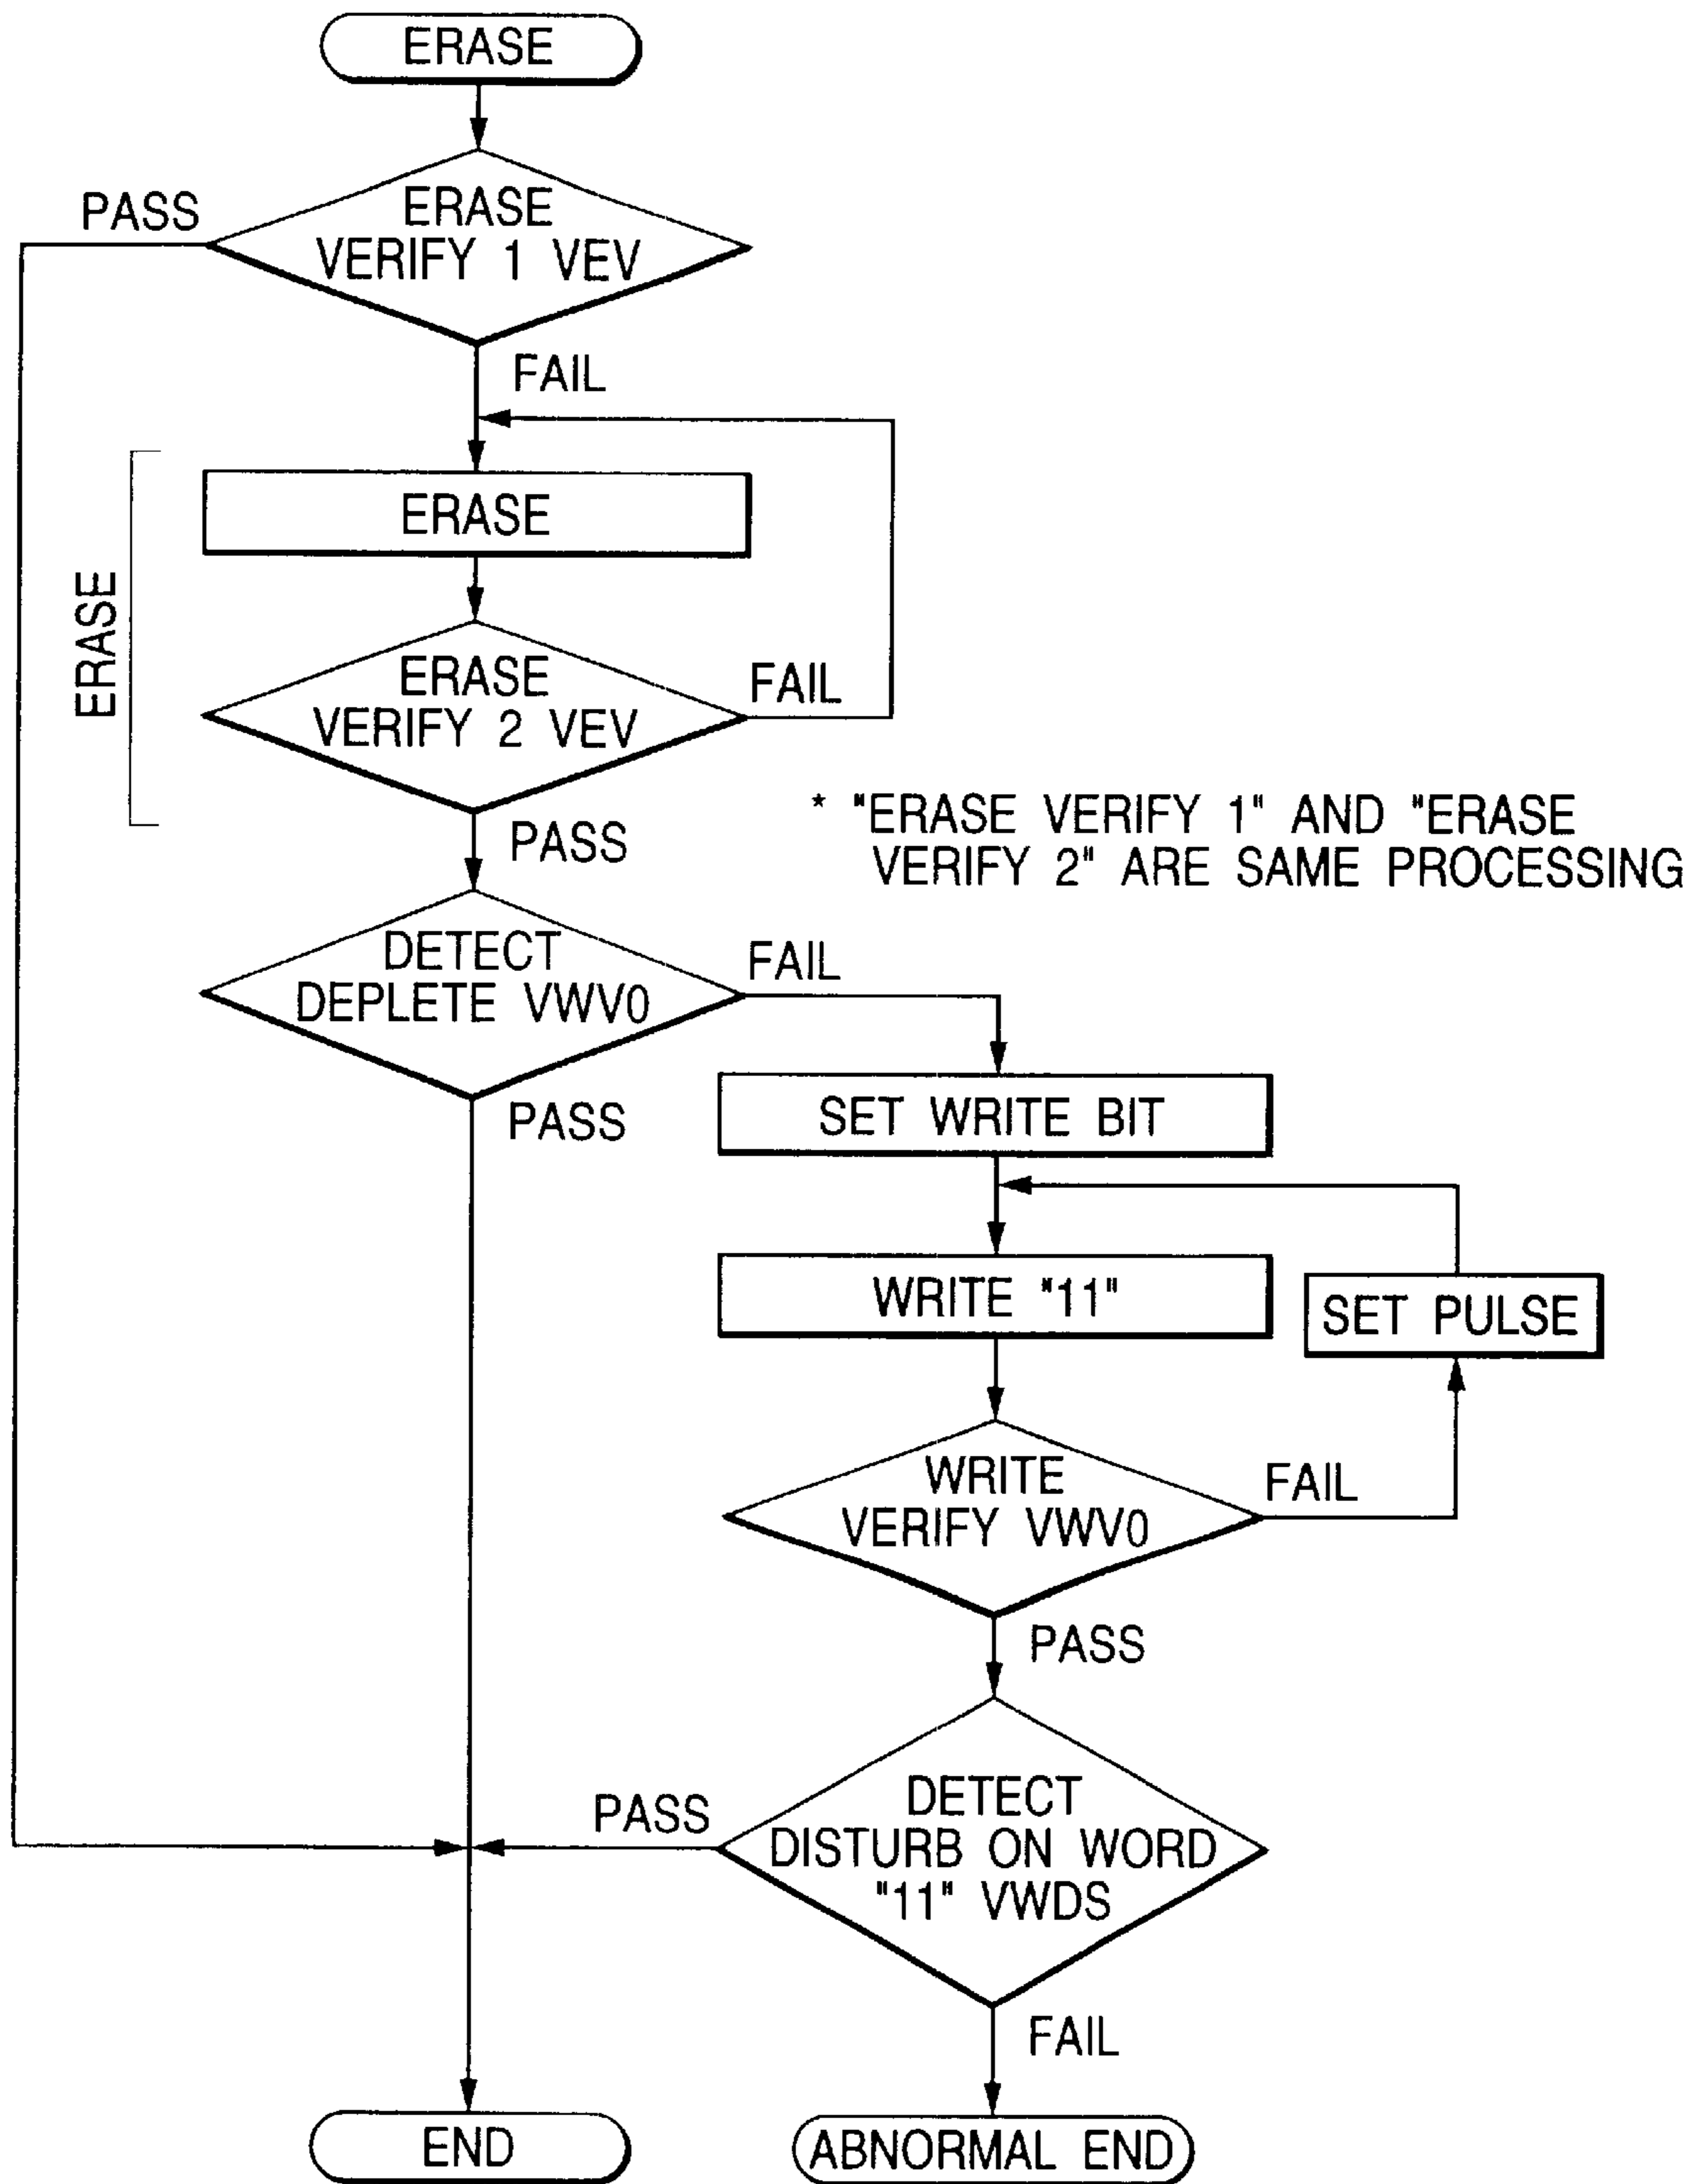 ERASE
PASS
ERASE
VERIFY 1 VEV
FAIL
ERASE
ERASE
ERASE
VERIFY 2 VEV
FAIL
* "ERASE VERIFY 1" AND "ERASE
VERIFY 2" ARE SAME PROCESSING
PASS
DETECT
DEPLETE VWV0
FAIL
PASS
SET WRITE BIT
WRITE "11"
SET PULSE
WRITE
VERIFY VWV0
FAIL
PASS
PASS
DETECT
DISTURB ON WORD
"11" VWDS
FAIL
END
ABNORMAL END